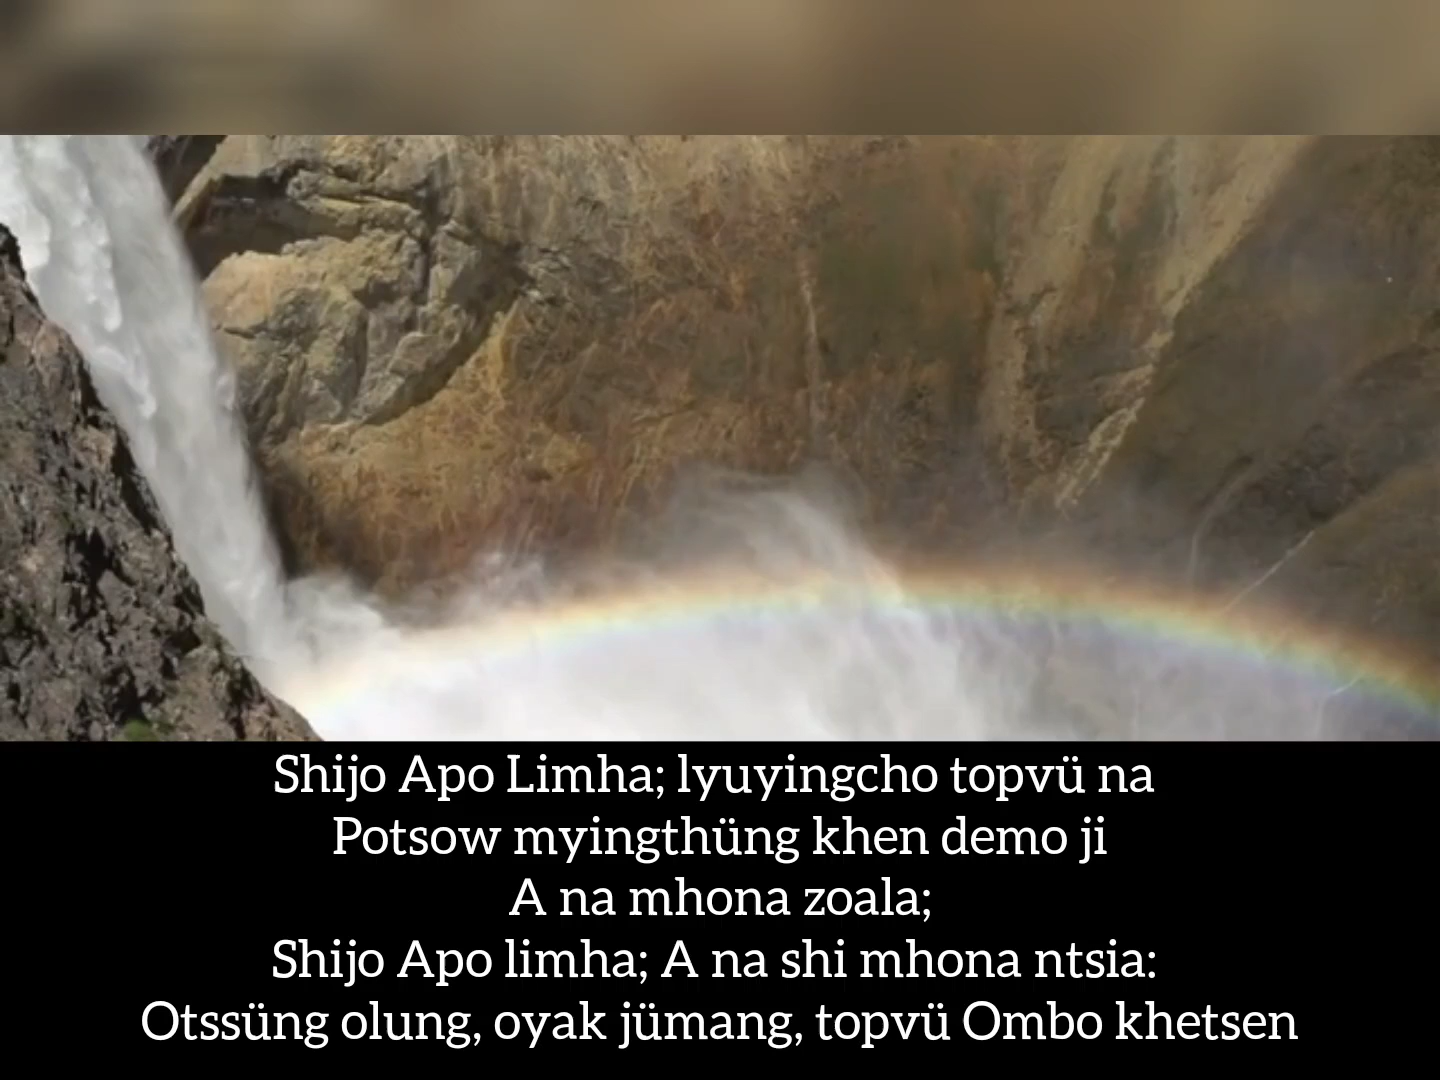 Shijo Apo Limha; lyuyingcho topvü na
Potsow myingthüng khen demo ji
A na mhona zoala;
Shijo Apo limha; A na shi mhona ntsia:
Otssüng olung, oyak jümang, topvü Ombo khetsen